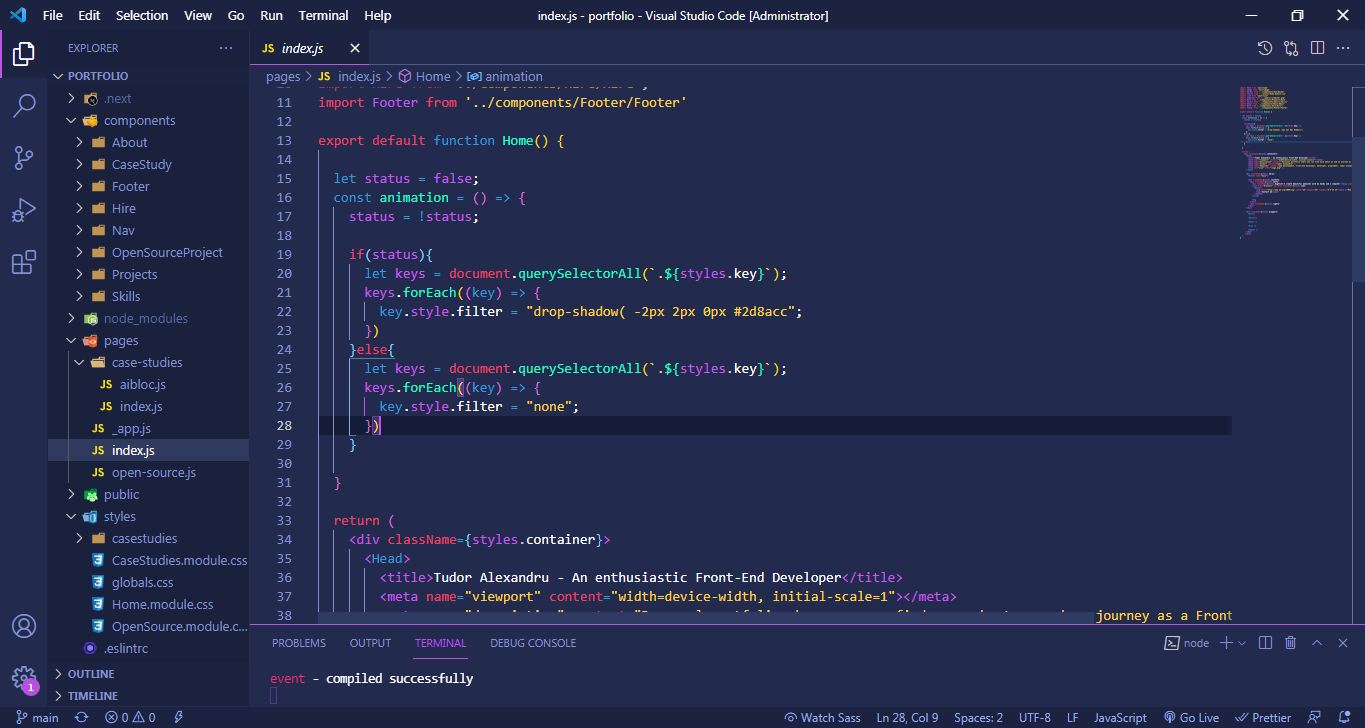 File Edit Selection View Go Run Terminal Help index.js - portfolio - Visual Studio Code [Administrator]
EXPLORER
PORTFOLIO
.next
components
About
CaseStudy
Footer
Hire
Nav
OpenSourceProject
Projects
Skills
node_modules
pages
case-studies
JS aibloc.js
JS index.js
JS _app.js
JS index.js
JS open-source.js
public
styles
casestudies
CaseStudies.module.css
globals.css
Home.module.css
OpenSource.module.c...
.eslintrc
OUTLINE
TIMELINE
1
JS index.js
pages > JS index.js > Home > animation
11 import Footer from '../components/Footer/Footer'
12
13 export default function Home() {
14
15 let status = false;
16 const animation = () => {
17 status = !status;
18
19 if(status){
20 let keys = document.querySelectorAll(`.${styles.key}`);
21 keys.forEach((key) => {
22 key.style.filter = "drop-shadow( -2px 2px 0px #2d8acc";
23 })
24 }else{
25 let keys = document.querySelectorAll(`.${styles.key}`);
26 keys.forEach((key) => {
27 key.style.filter = "none";
28 })
29 }
30
31 }
32
33 return (
34 <div className={styles.container}>
35 <Head>
36 <title>Tudor Alexandru - An enthusiastic Front-End Developer</title>
37 <meta name="viewport" content="width=device-width, initial-scale=1"></meta>
38 journey as a Front
PROBLEMS OUTPUT TERMINAL DEBUG CONSOLE node
event - compiled successfully
main 0 0 Watch Sass Ln 28, Col 9 Spaces: 2 UTF-8 LF JavaScript Go Live Prettier